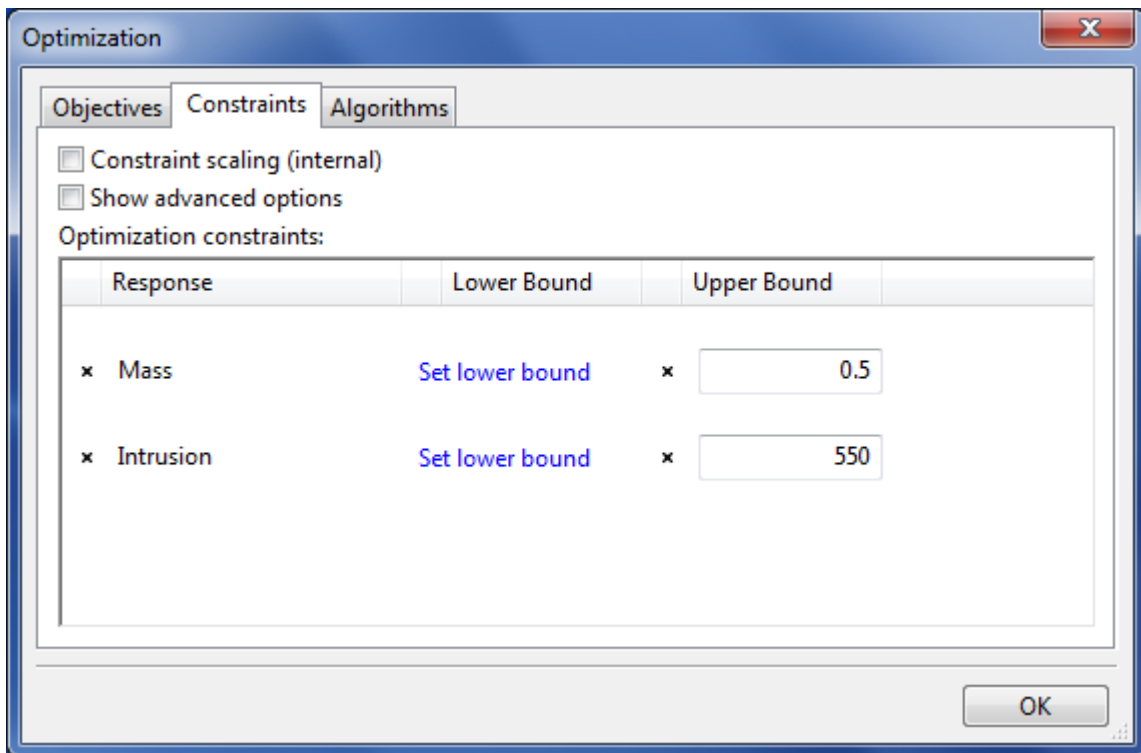 Optimization
Objectives Constraints Algorithms
Constraint scaling (internal)
Show advanced options
Optimization constraints:
Response Lower Bound Upper Bound
Mass Set lower bound 0.5
Intrusion Set lower bound 550
OK